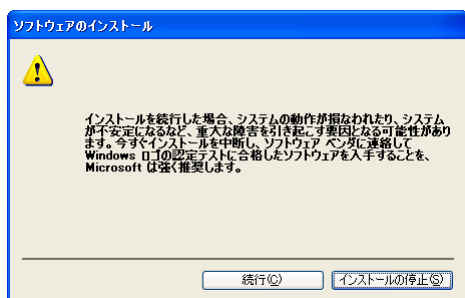 ソフトウェアのインストール
インストールを続行した場合、システムの動作が損なわれたり、システム
が不安定になるなど、重大な障害を引き起こす要因となる可能性があり
ます。今すぐインストールを中断し、ソフトウェア ベンダに連絡して
Windows ロゴの認定テストに合格したソフトウェアを入手することを、
Microsoft は強く推奨します。
続行(C) インストールの停止(S)